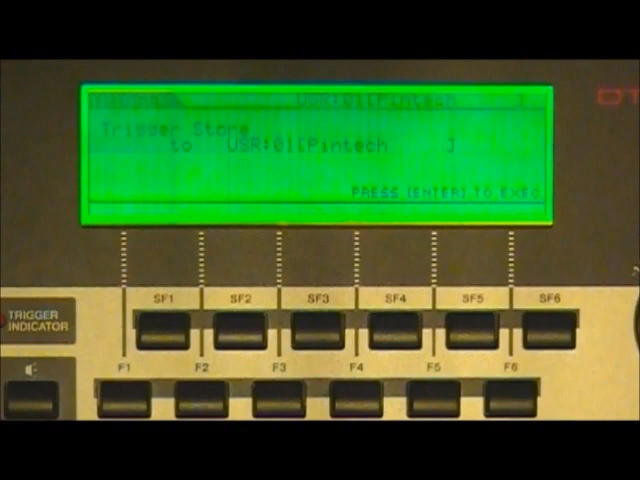 USR:01[Pintech ]
Trigger Store
to USR:01[Pintech ]
PRESS [ENTER] TO EXEC
SF1 SF2 SF3 SF4 SF5 SF6
TRIGGER
INDICATOR
F1 F2 F3 F4 F5 F6